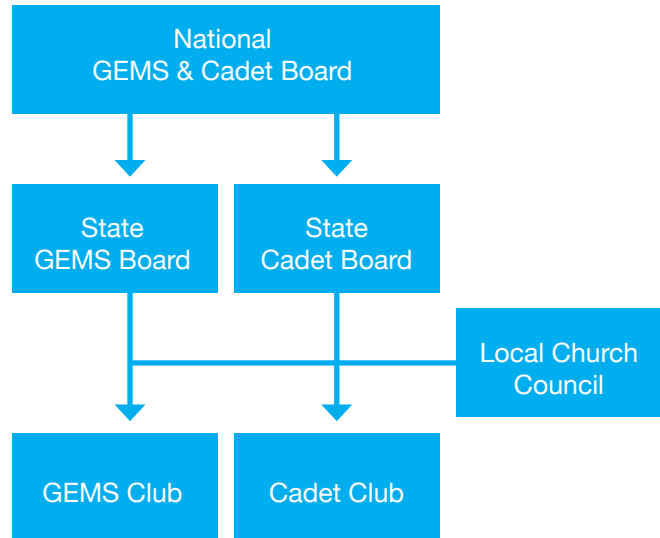 National
GEMS & Cadet Board
State
GEMS Board
State
Cadet Board
Local Church
Council
GEMS Club
Cadet Club